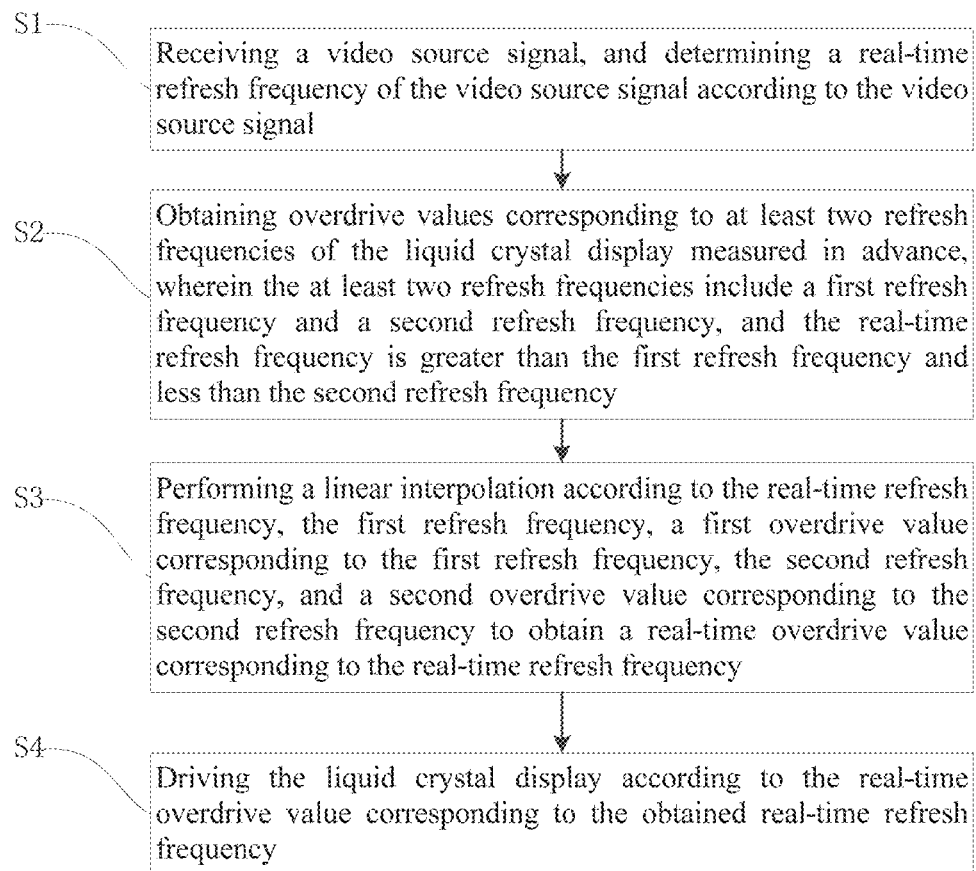 S1
Receiving a video source signal, and determining a real-time
refresh frequency of the video source signal according to the video
source signal
S2
Obtaining overdrive values corresponding to at least two refresh
frequencies of the liquid crystal display measured in advance,
wherein the at least two refresh frequencies include a first refresh
frequency and a second refresh frequency, and the real-time
refresh frequency is greater than the first refresh frequency and
less than the second refresh frequency
S3
Performing a linear interpolation according to the real-time refresh
frequency, the first refresh frequency, a first overdrive value
corresponding to the first refresh frequency, the second refresh
frequency, and a second overdrive value corresponding to the
second refresh frequency to obtain a real-time overdrive value
corresponding to the real-time refresh frequency
S4
Driving the liquid crystal display according to the real-time
overdrive value corresponding to the obtained real-time refresh
frequency